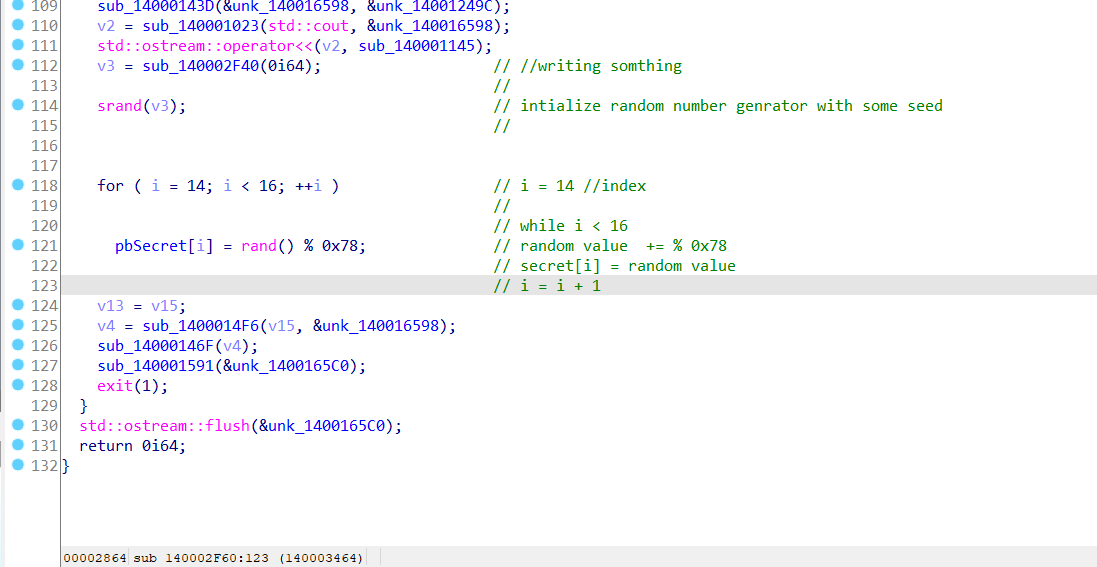 109 sub_14000143D(&unk_140016598, &unk_14001249C);
110 v2 = sub_140001023(std::cout, &unk_140016598);
111 std::ostream::operator<<(v2, sub_140001145);
112 v3 = sub_140002F40(0i64); // //writing somthing
113 //
114 srand(v3); // intialize random number genrator with some seed
115 //
116
117
118 for ( i = 14; i < 16; ++i ) // i = 14 //index
119 //
120 // while i < 16
121 pbSecret[i] = rand() % 0x78; // random value += % 0x78
122 // secret[i] = random value
123 // i = i + 1
124 v13 = v15;
125 v4 = sub_1400014F6(v15, &unk_140016598);
126 sub_14000146F(v4);
127 sub_140001591(&unk_1400165C0);
128 exit(1);
129 }
130 std::ostream::flush(&unk_1400165C0);
131 return 0i64;
132 }
00002864 sub_140002F60:123 (140003464)